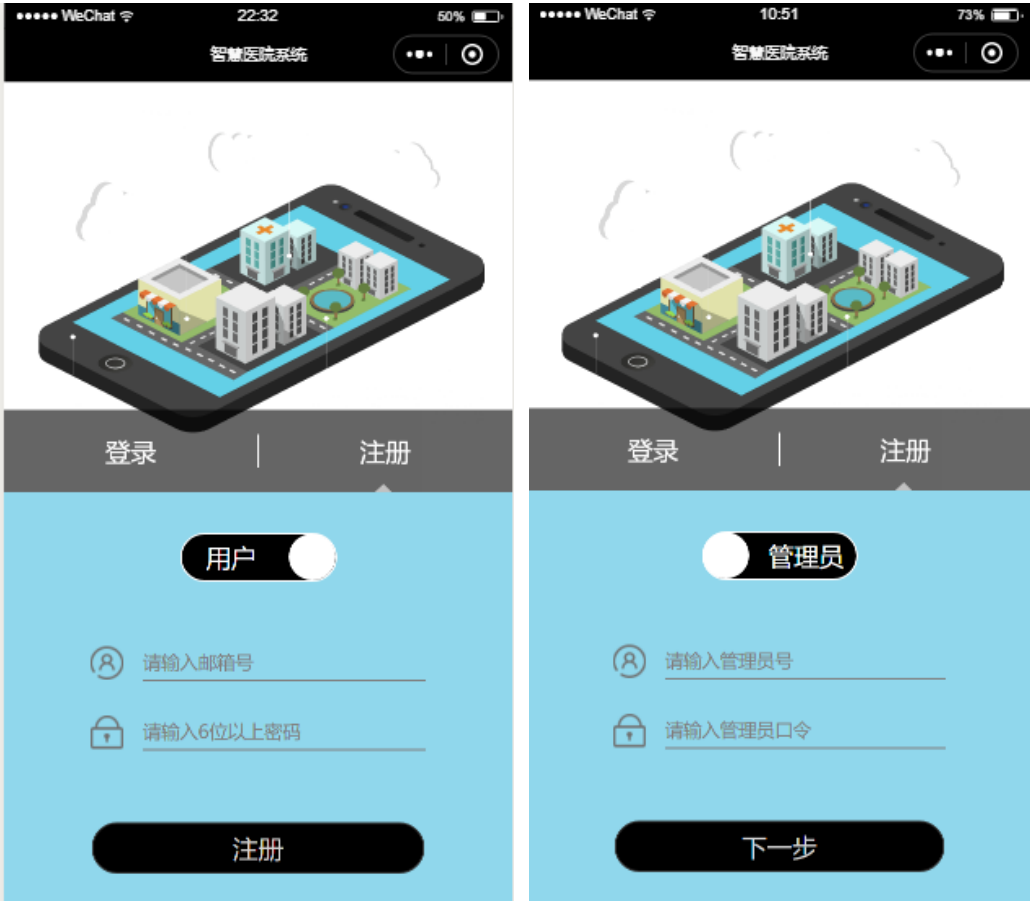 WeChat 22:32 50%
智慧医院系统
登录 注册
用户
请输入邮箱号
请输入6位以上密码
注册
WeChat 10:51 73%
智慧医院系统
登录 注册
管理员
请输入管理员号
请输入管理员口令
下一步